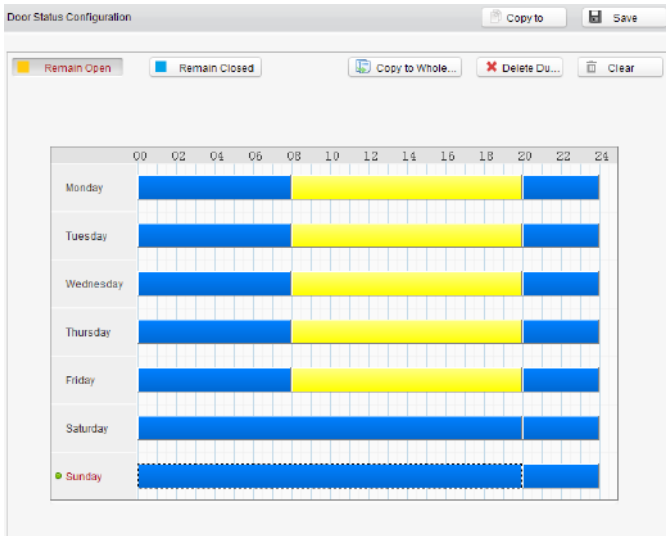 Door Status Configuration
Copy to
Save
Remain Open
Remain Closed
Copy to Whole...
Delete Du...
Clear
00 02 04 06 08 10 12 14 16 18 20 22 24
Monday
Tuesday
Wednesday
Thursday
Friday
Saturday
Sunday